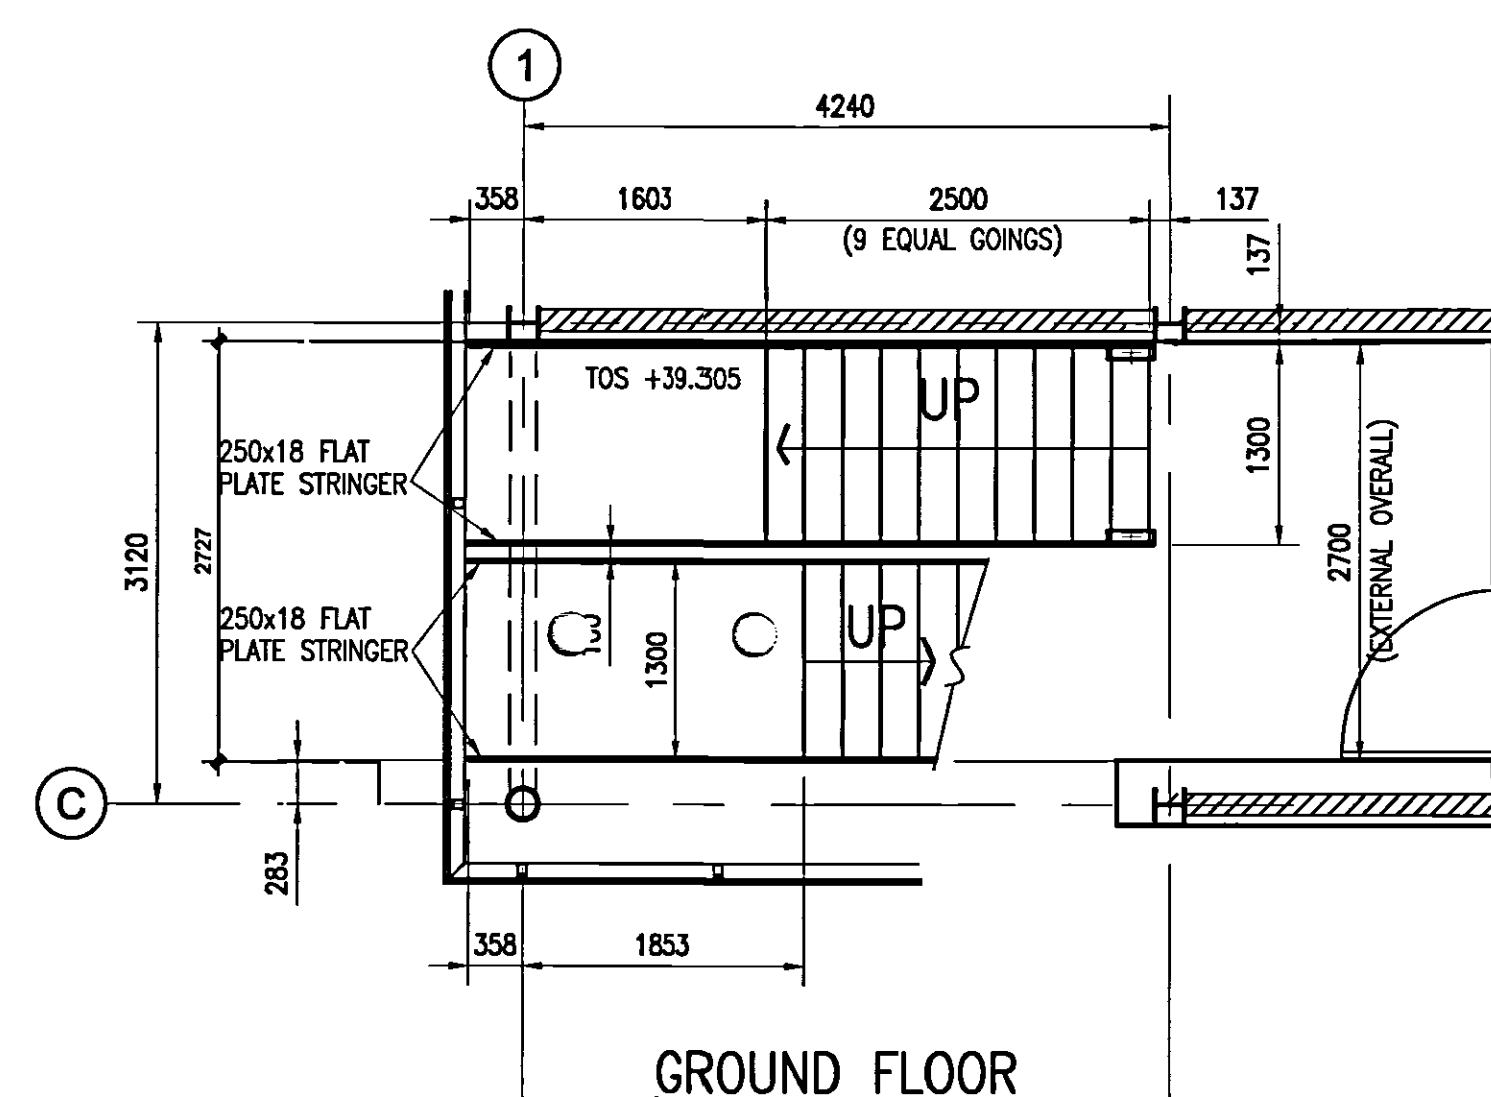 1
4240
358
1603
2500
137
(9 EQUAL GOINGS)
137
TOS +39.305
UP
250x18 FLAT
PLATE STRINGER
1300
(EXTERNAL OVERALL)
3120
2727
2700
250x18 FLAT
PLATE STRINGER
1300
UP
C
283
358
1853
GROUND FLOOR